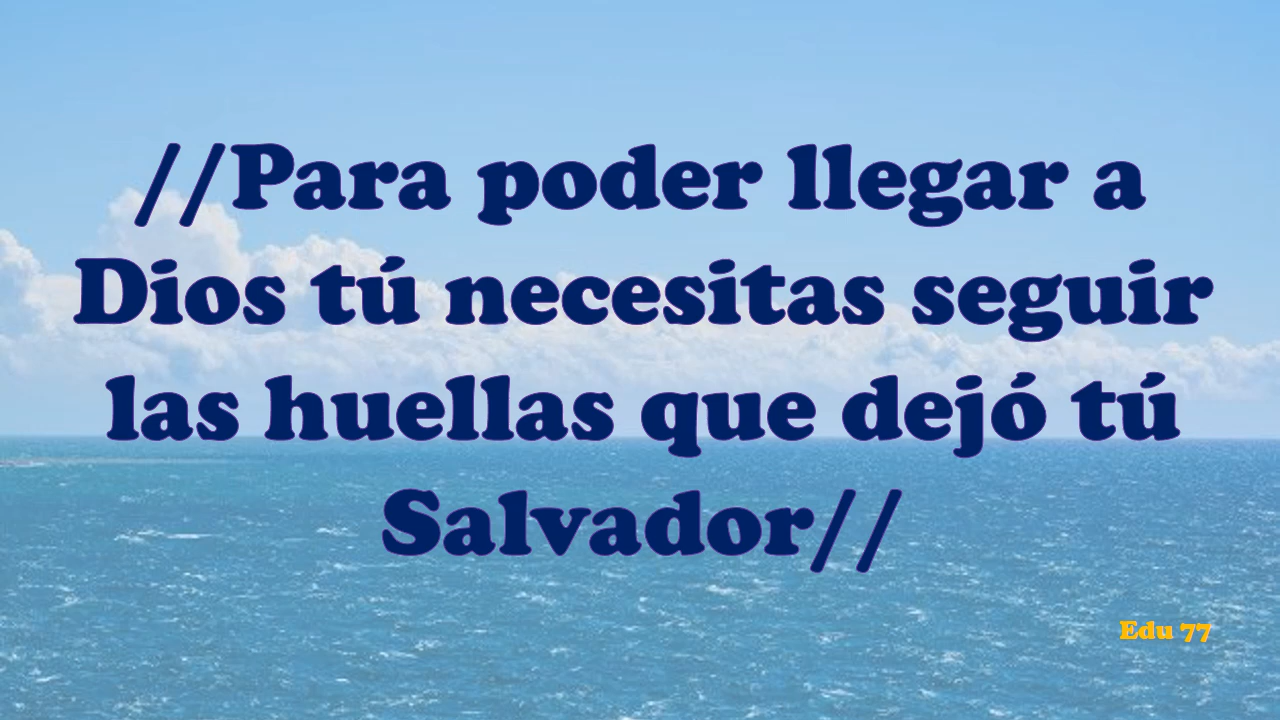 //Para poder llegar a
Dios tú necesitas seguir
las huellas que dejó tú
Salvador//
Edu 77